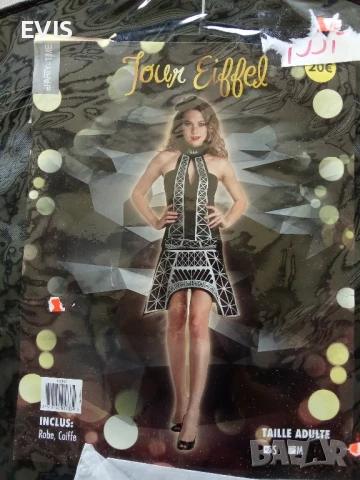 EVIS
PARTY TIME
Tour Eiffel
20€
INCLUS:
Robe, Coiffe
TAILLE ADULTE
S M
BAZAR